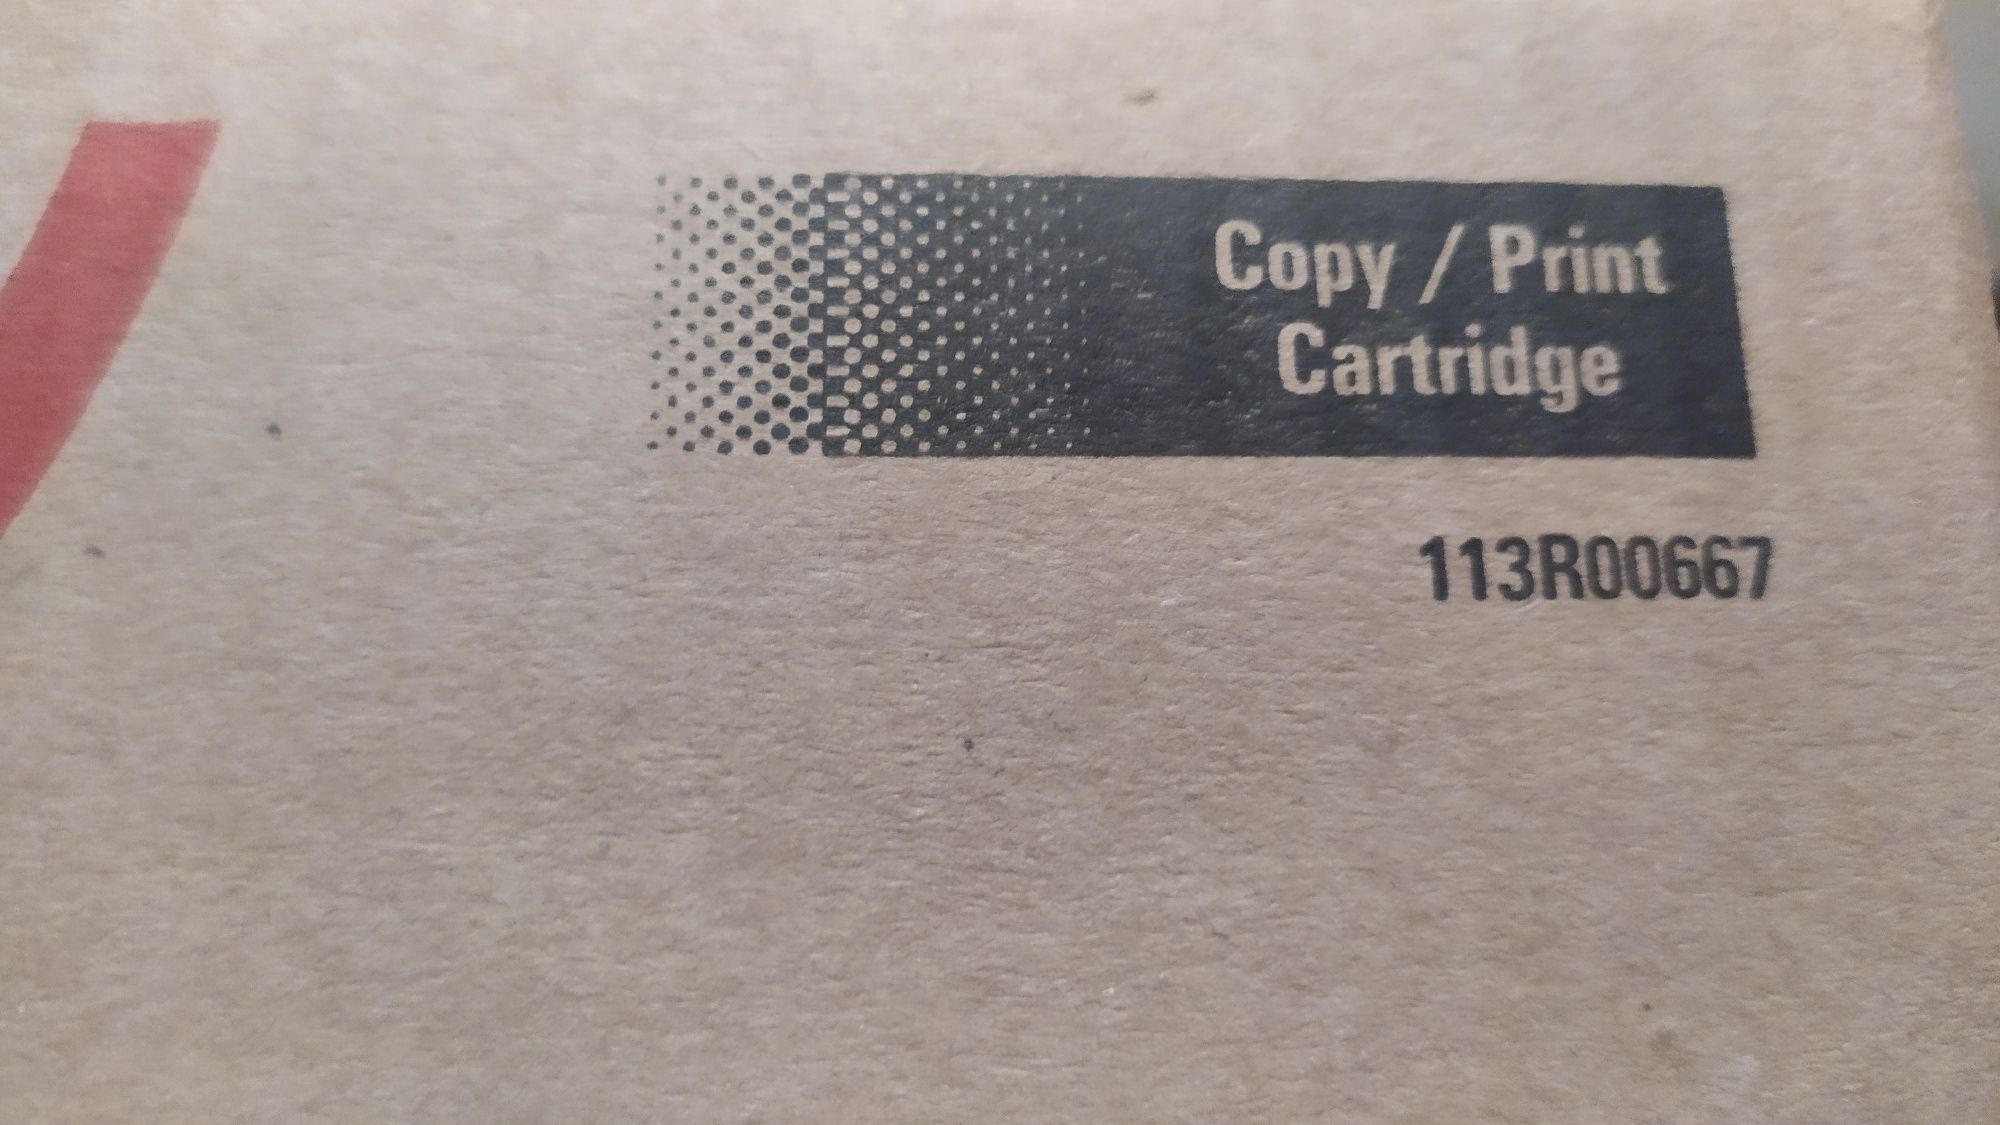 Copy / Print
Cartridge
113R00667